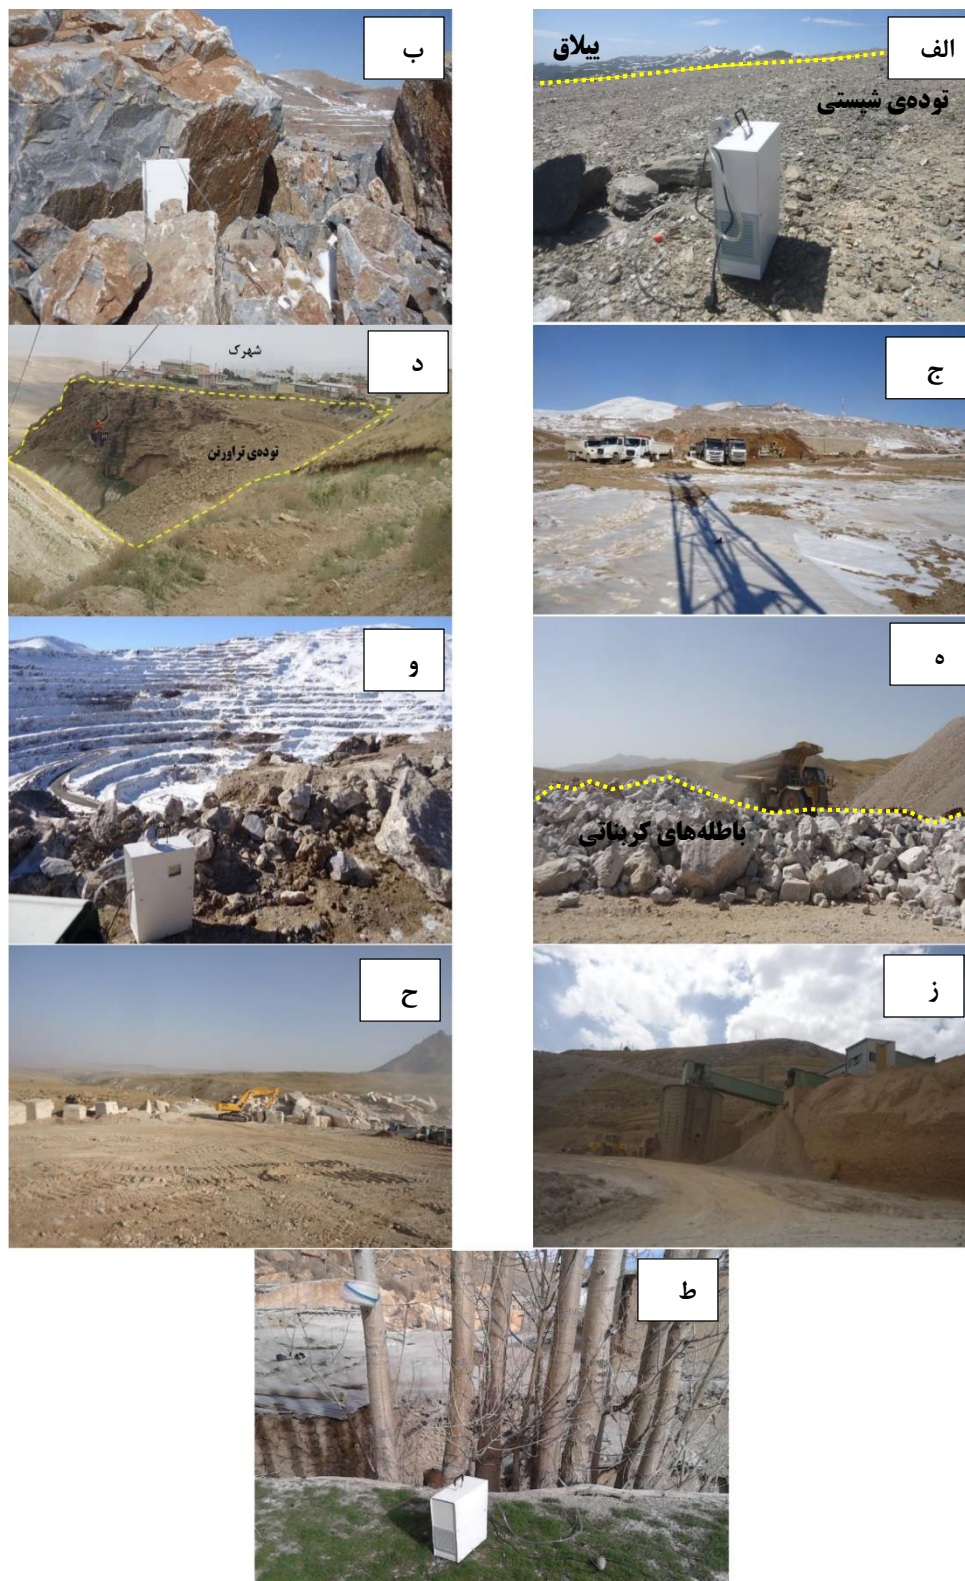 الف
ییلاق
توده‌ی شیستی
ب
ج
د
شهرک
توده‌ی تراورتن
ه
باطله‌های کربناتی
و
ز
ح
ط